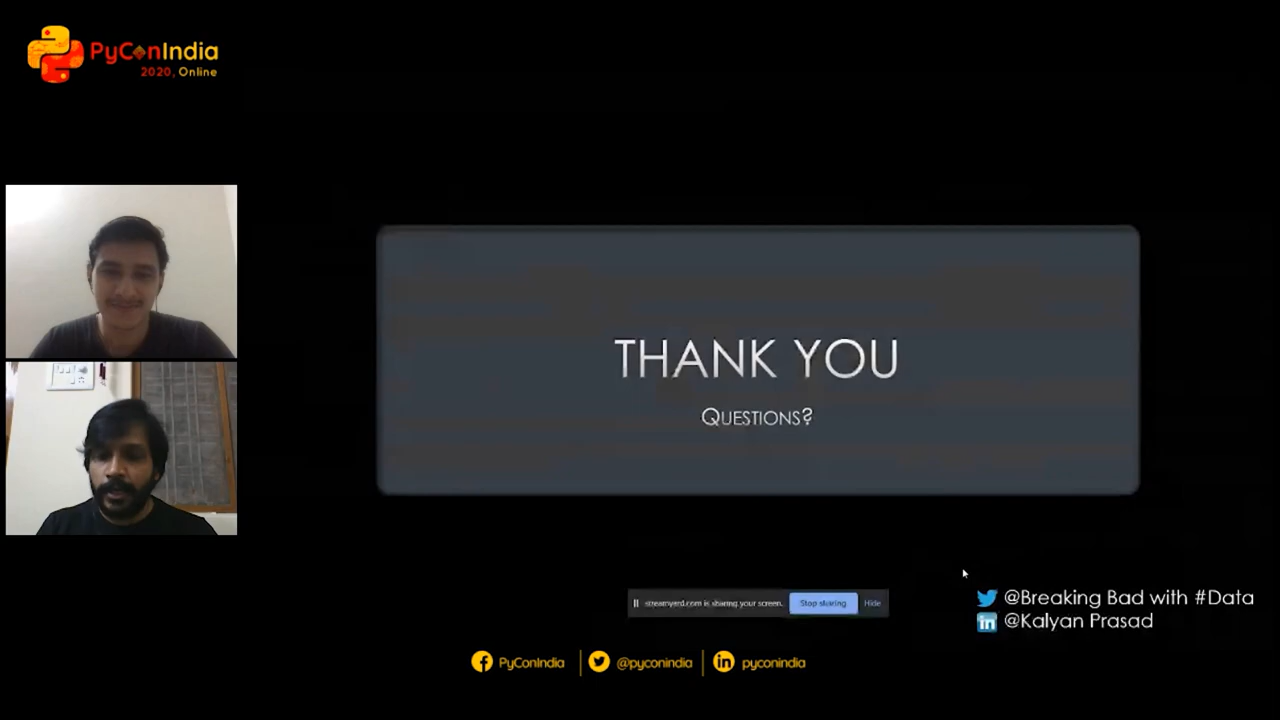 PyConIndia
2020, Online
THANK YOU
QUESTIONS?
streamyard.com is sharing your screen. Stop sharing Hide
@Breaking Bad with #Data
@Kalyan Prasad
PyConIndia @pyconindia pyconindia